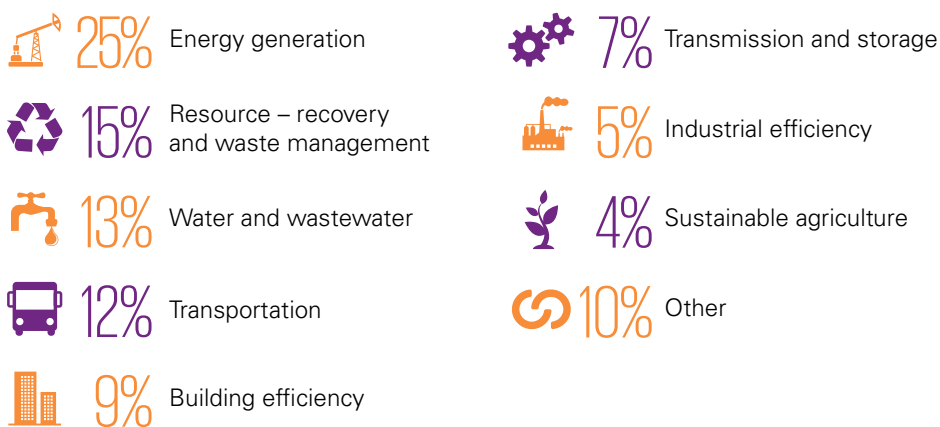 25% Energy generation
15% Resource – recovery
and waste management
13% Water and wastewater
12% Transportation
9% Building efficiency
7% Transmission and storage
5% Industrial efficiency
4% Sustainable agriculture
10% Other